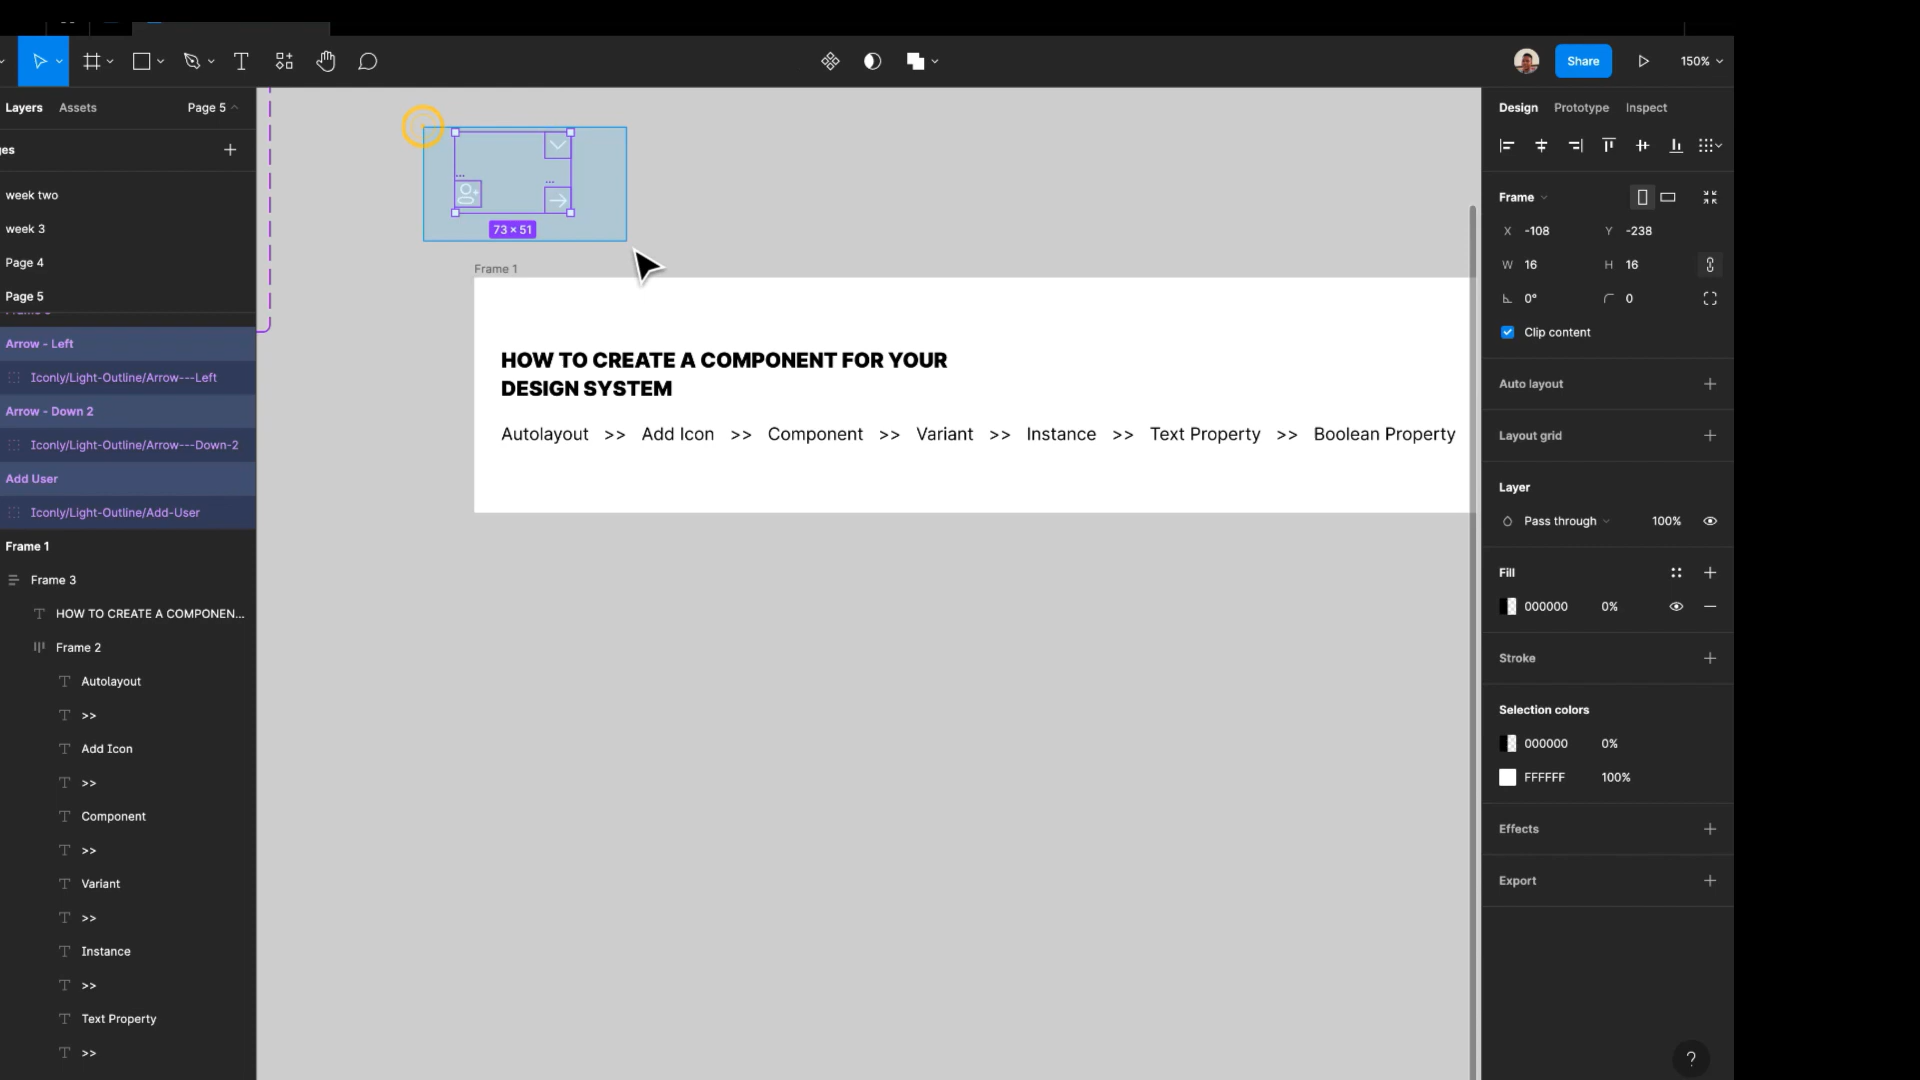 Share
150%
Layers
Assets
Page 5
ges
week two
week 3
Page 4
Page 5
Arrow - Left
Iconly/Light-Outline/Arrow---Left
Arrow - Down 2
Iconly/Light-Outline/Arrow---Down-2
Add User
Iconly/Light-Outline/Add-User
Frame 1
Frame 3
HOW TO CREATE A COMPONEN...
Frame 2
Autolayout
>>
Add Icon
>>
Component
>>
Variant
>>
Instance
>>
Text Property
>>
...
...
73 × 51
Frame 1
HOW TO CREATE A COMPONENT FOR YOUR
DESIGN SYSTEM
Autolayout >> Add Icon >> Component >> Variant >> Instance >> Text Property >> Boolean Property
Design Prototype Inspect
Frame
X -108 Y -238
W 16 H 16
0° 0
Clip content
Auto layout
Layout grid
Layer
Pass through 100%
Fill
000000 0%
Stroke
Selection colors
000000 0%
FFFFFF 100%
Effects
Export
?